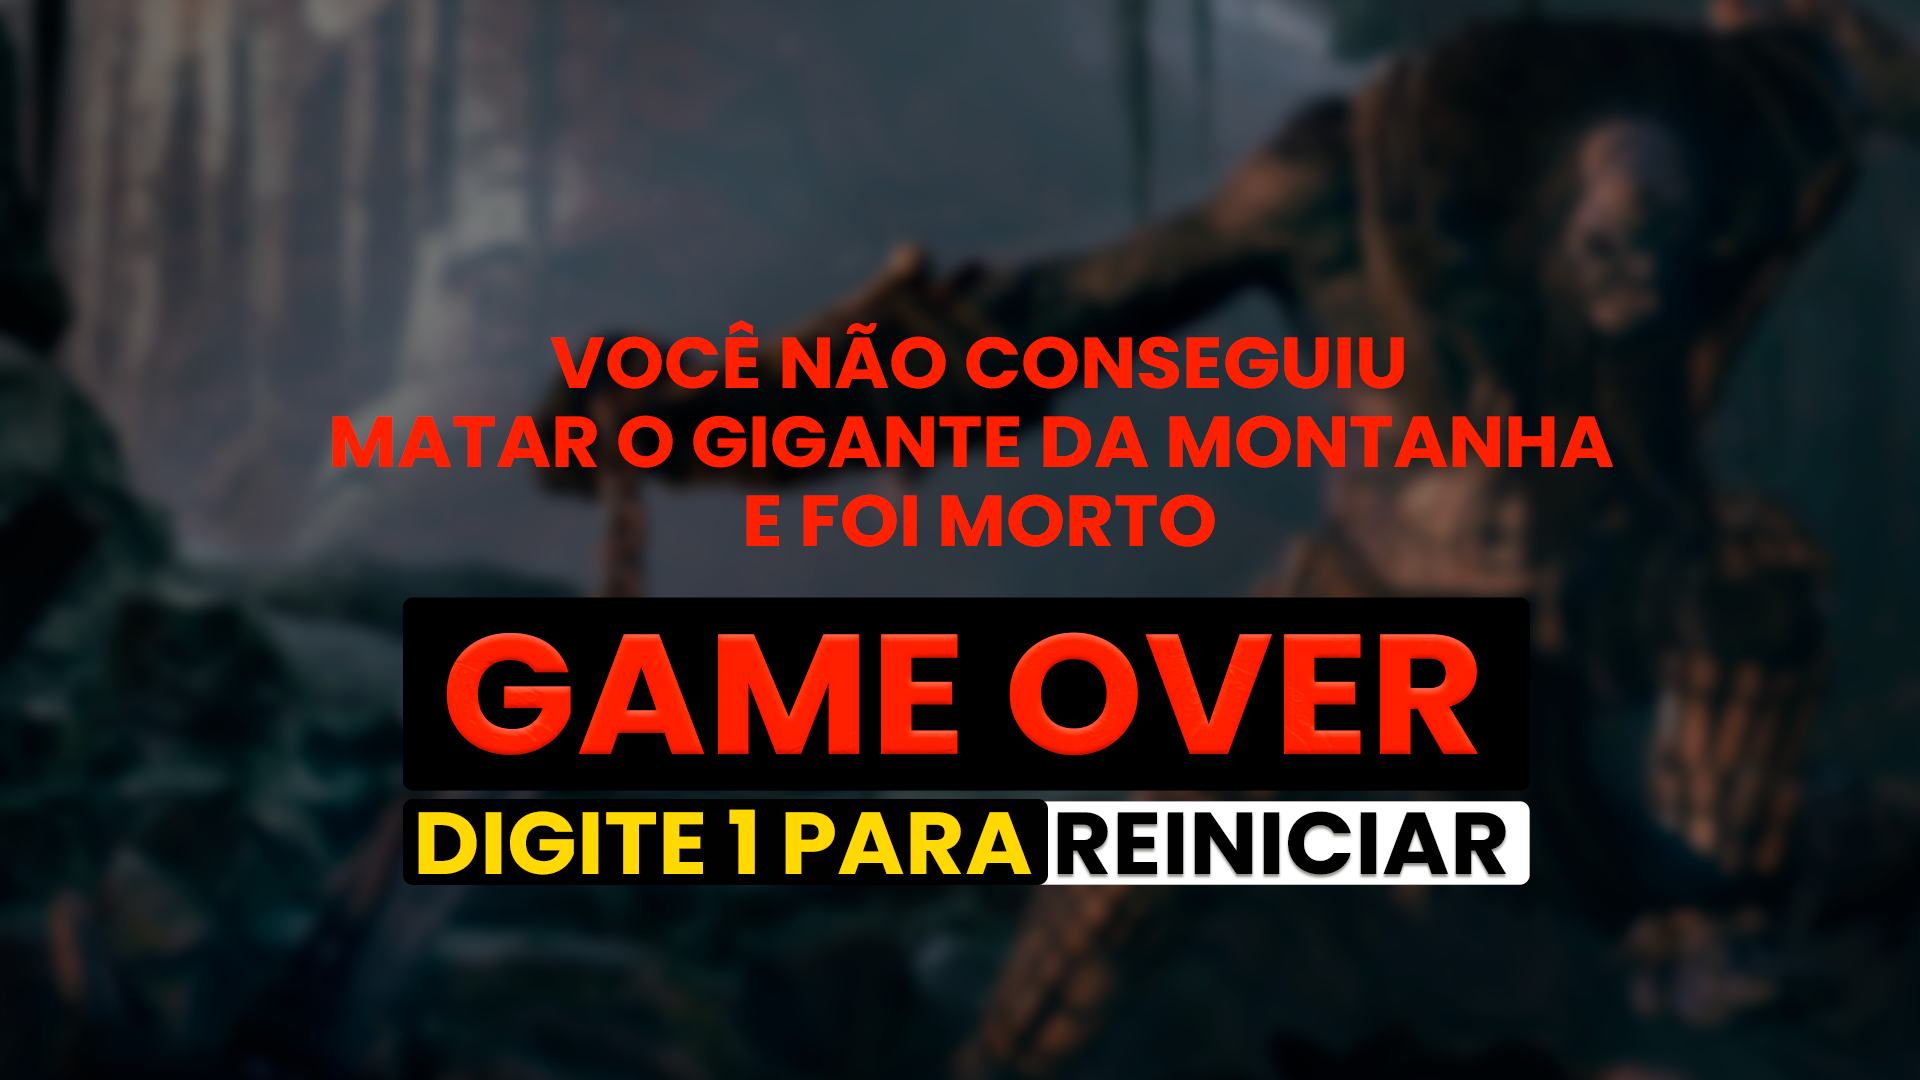 VOCÊ NÃO CONSEGUIU
MATAR O GIGANTE DA MONTANHA
E FOI MORTO
GAME OVER
DIGITE 1 PARA REINICIAR